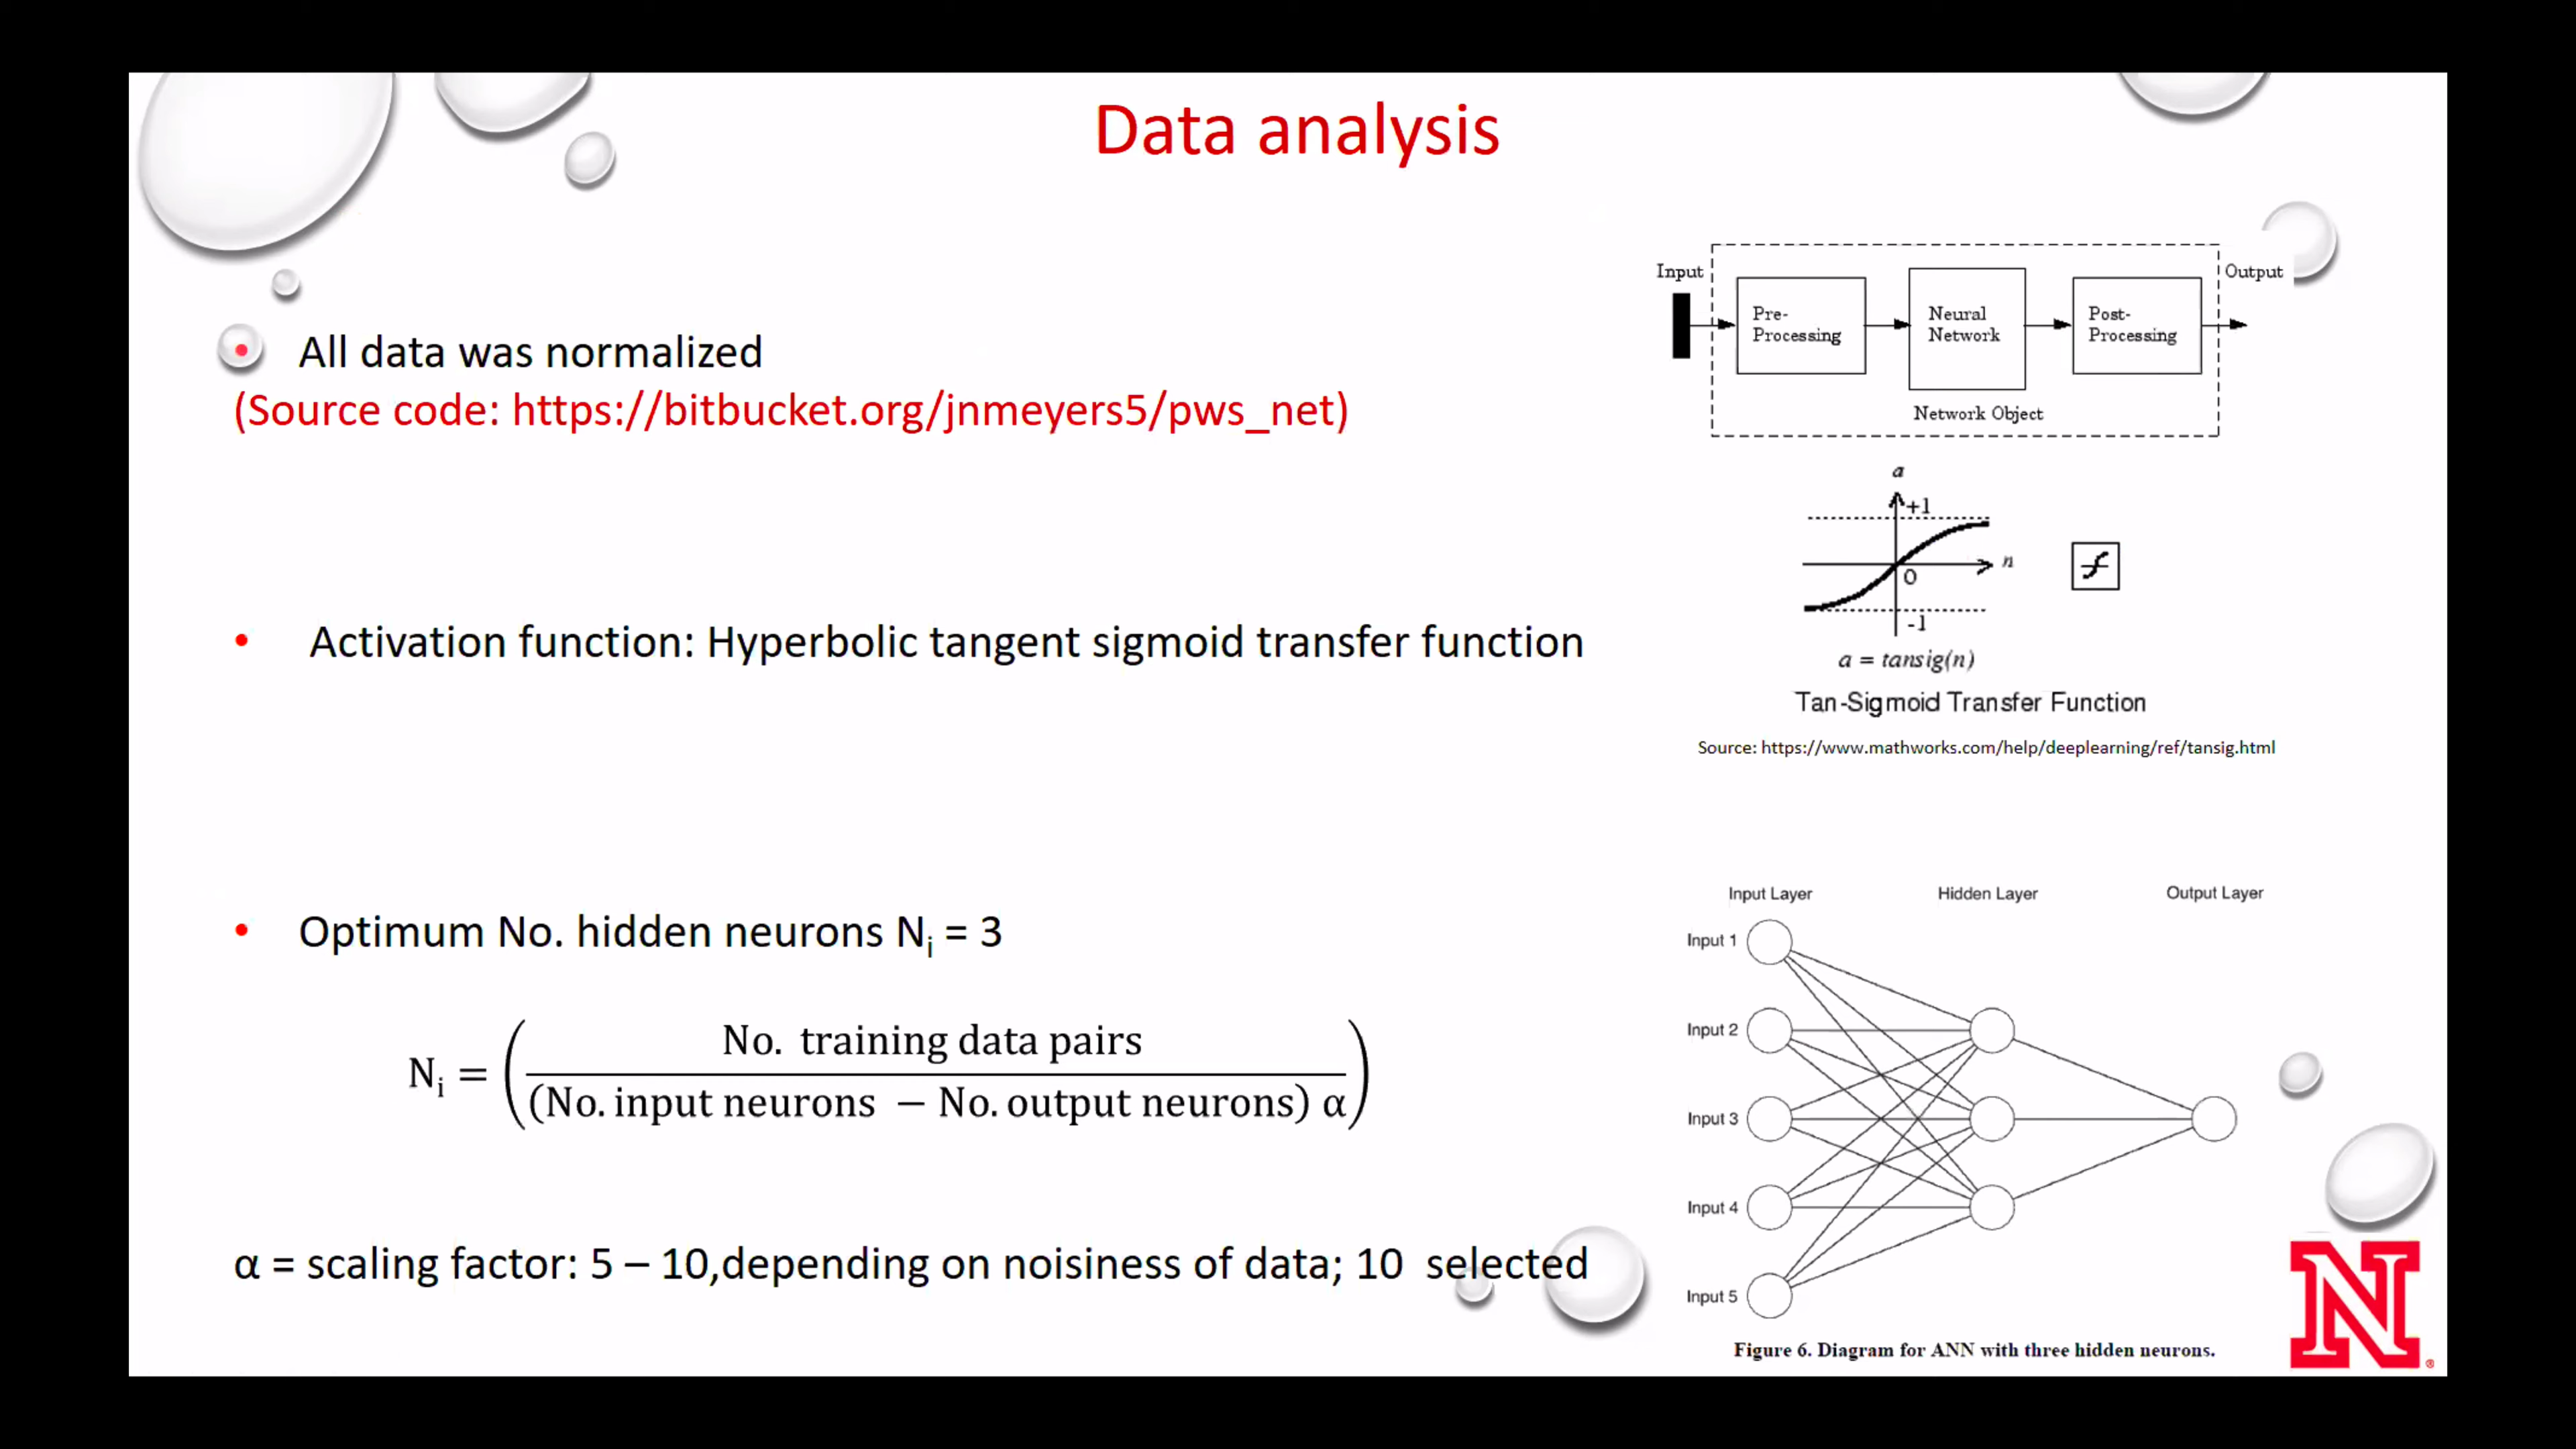 Data analysis
All data was normalized
(Source code: https://bitbucket.org/jnmeyers5/pws_net)
• Activation function: Hyperbolic tangent sigmoid transfer function
• Optimum No. hidden neurons Nᵢ = 3
Nᵢ = (No. training data pairs / (No. input neurons − No. output neurons) α)
α = scaling factor: 5 – 10,depending on noisiness of data; 10 selected
Input
Output
Pre-
Processing
Neural
Network
Post-
Processing
Network Object
a
+1
n
0
-1
a = tansig(n)
Tan-Sigmoid Transfer Function
Source: https://www.mathworks.com/help/deeplearning/ref/tansig.html
Input Layer Hidden Layer Output Layer
Input 1
Input 2
Input 3
Input 4
Input 5
Figure 6. Diagram for ANN with three hidden neurons.
N®